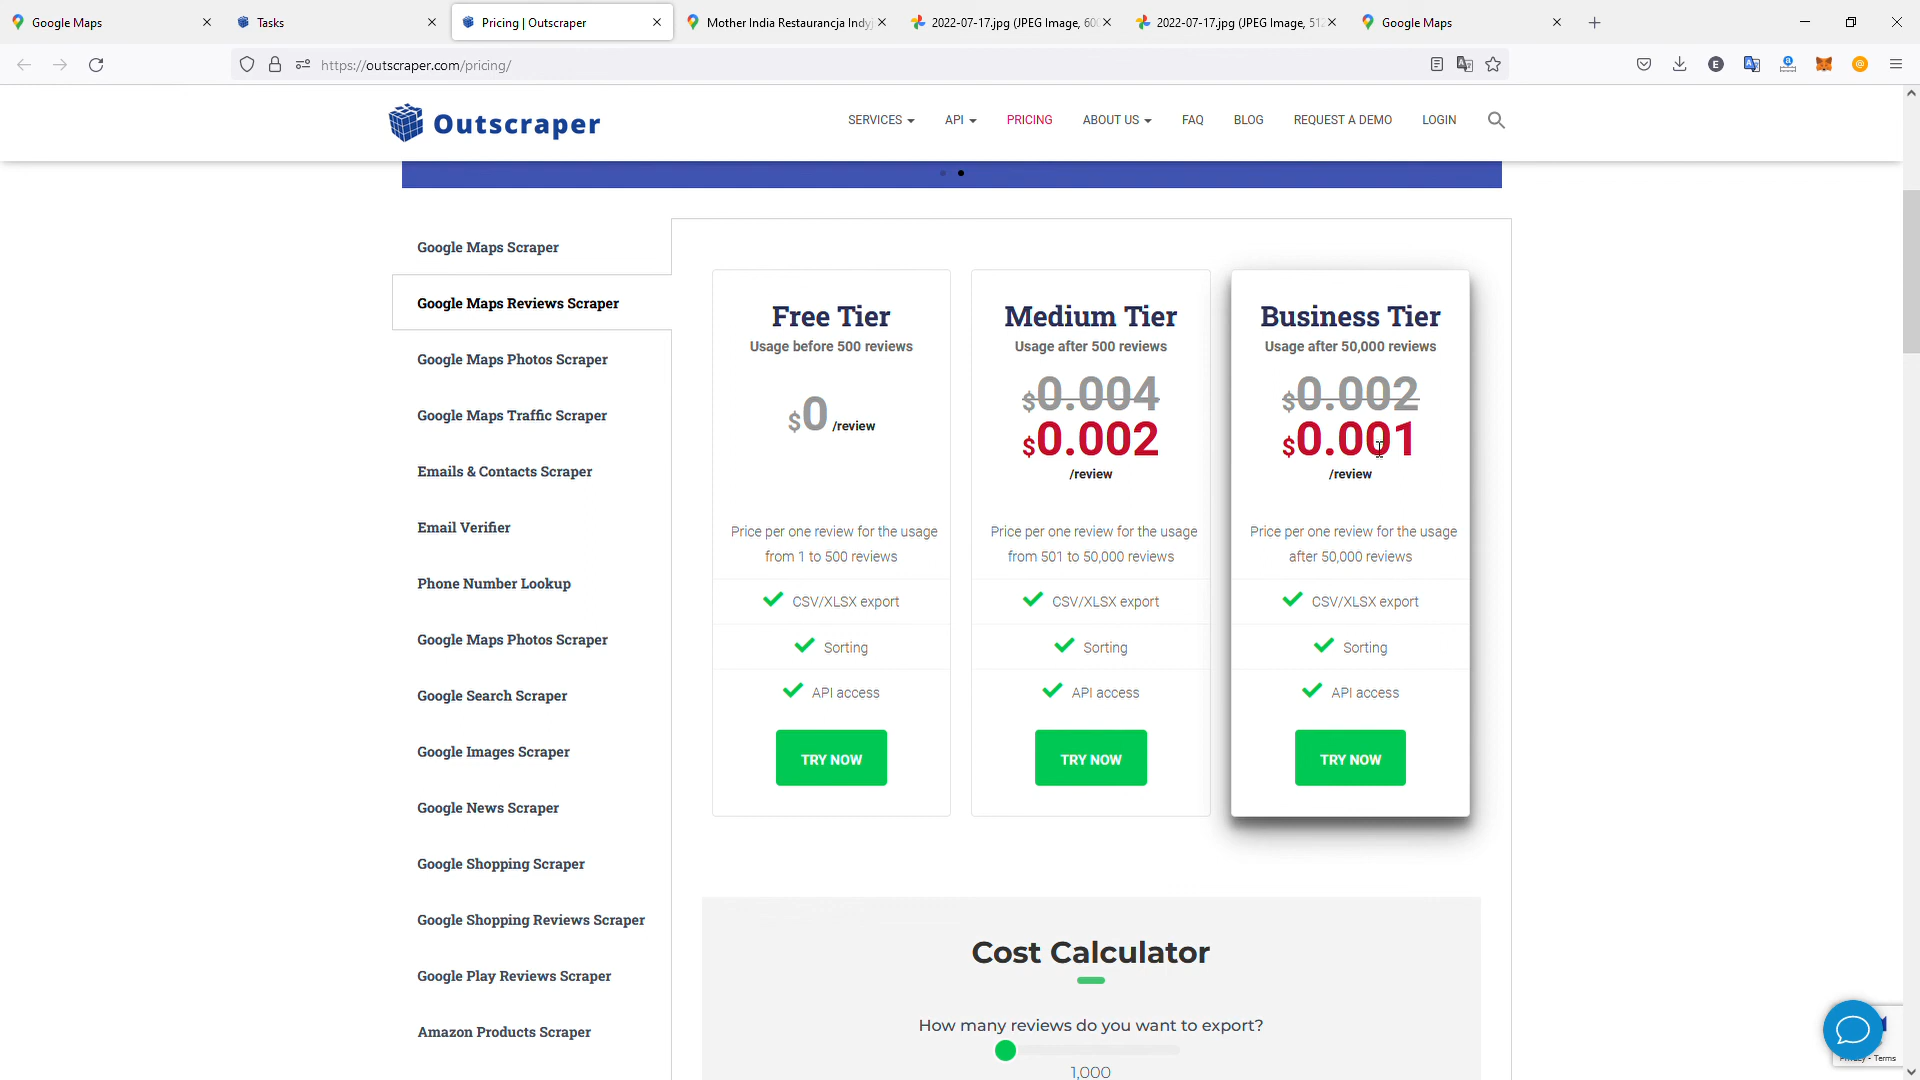 Google Maps
Tasks
Pricing | Outscraper
Mother India Restaurancja Indyj
2022-07-17.jpg (JPEG Image, 600
2022-07-17.jpg (JPEG Image, 512
Google Maps
https://outscraper.com/pricing/
Outscraper
SERVICES
API
PRICING
ABOUT US
FAQ
BLOG
REQUEST A DEMO
LOGIN
Google Maps Scraper
Google Maps Reviews Scraper
Google Maps Photos Scraper
Google Maps Traffic Scraper
Emails & Contacts Scraper
Email Verifier
Phone Number Lookup
Google Maps Photos Scraper
Google Search Scraper
Google Images Scraper
Google News Scraper
Google Shopping Scraper
Google Shopping Reviews Scraper
Google Play Reviews Scraper
Amazon Products Scraper
Free Tier
Usage before 500 reviews
$0 /review
Price per one review for the usage
from 1 to 500 reviews
CSV/XLSX export
Sorting
API access
TRY NOW
Medium Tier
Usage after 500 reviews
$0.004
$0.002
/review
Price per one review for the usage
from 501 to 50,000 reviews
CSV/XLSX export
Sorting
API access
TRY NOW
Business Tier
Usage after 50,000 reviews
$0.002
$0.001
/review
Price per one review for the usage
after 50,000 reviews
CSV/XLSX export
Sorting
API access
TRY NOW
Cost Calculator
How many reviews do you want to export?
1,000
Privacy - Terms